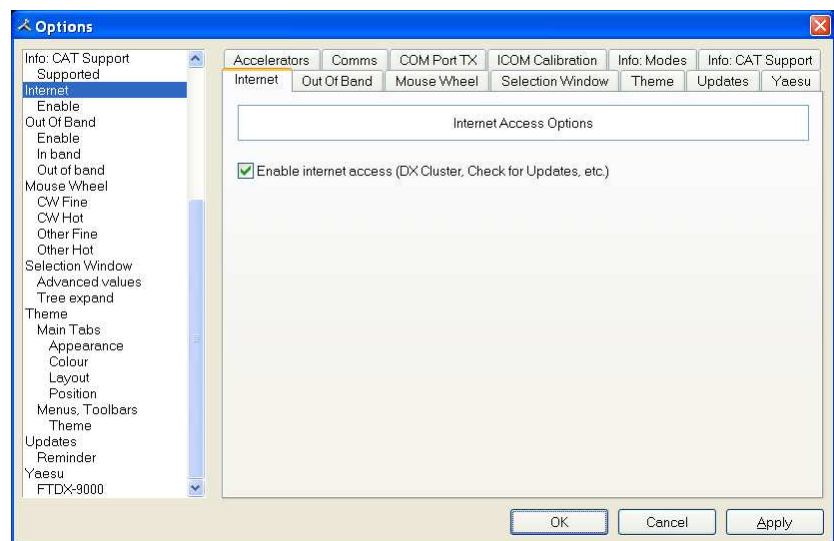 Options
Info: CAT Support
Supported
Internet
Enable
Out Of Band
Enable
In band
Out of band
Mouse Wheel
CW Fine
CW Hot
Other Fine
Other Hot
Selection Window
Advanced values
Tree expand
Theme
Main Tabs
Appearance
Colour
Layout
Position
Menus, Toolbars
Theme
Updates
Reminder
Yaesu
FTDX-9000
Accelerators Comms COM Port TX ICOM Calibration Info: Modes Info: CAT Support
Internet Out Of Band Mouse Wheel Selection Window Theme Updates Yaesu
Internet Access Options
Enable internet access (DX Cluster, Check for Updates, etc.)
OK Cancel Apply